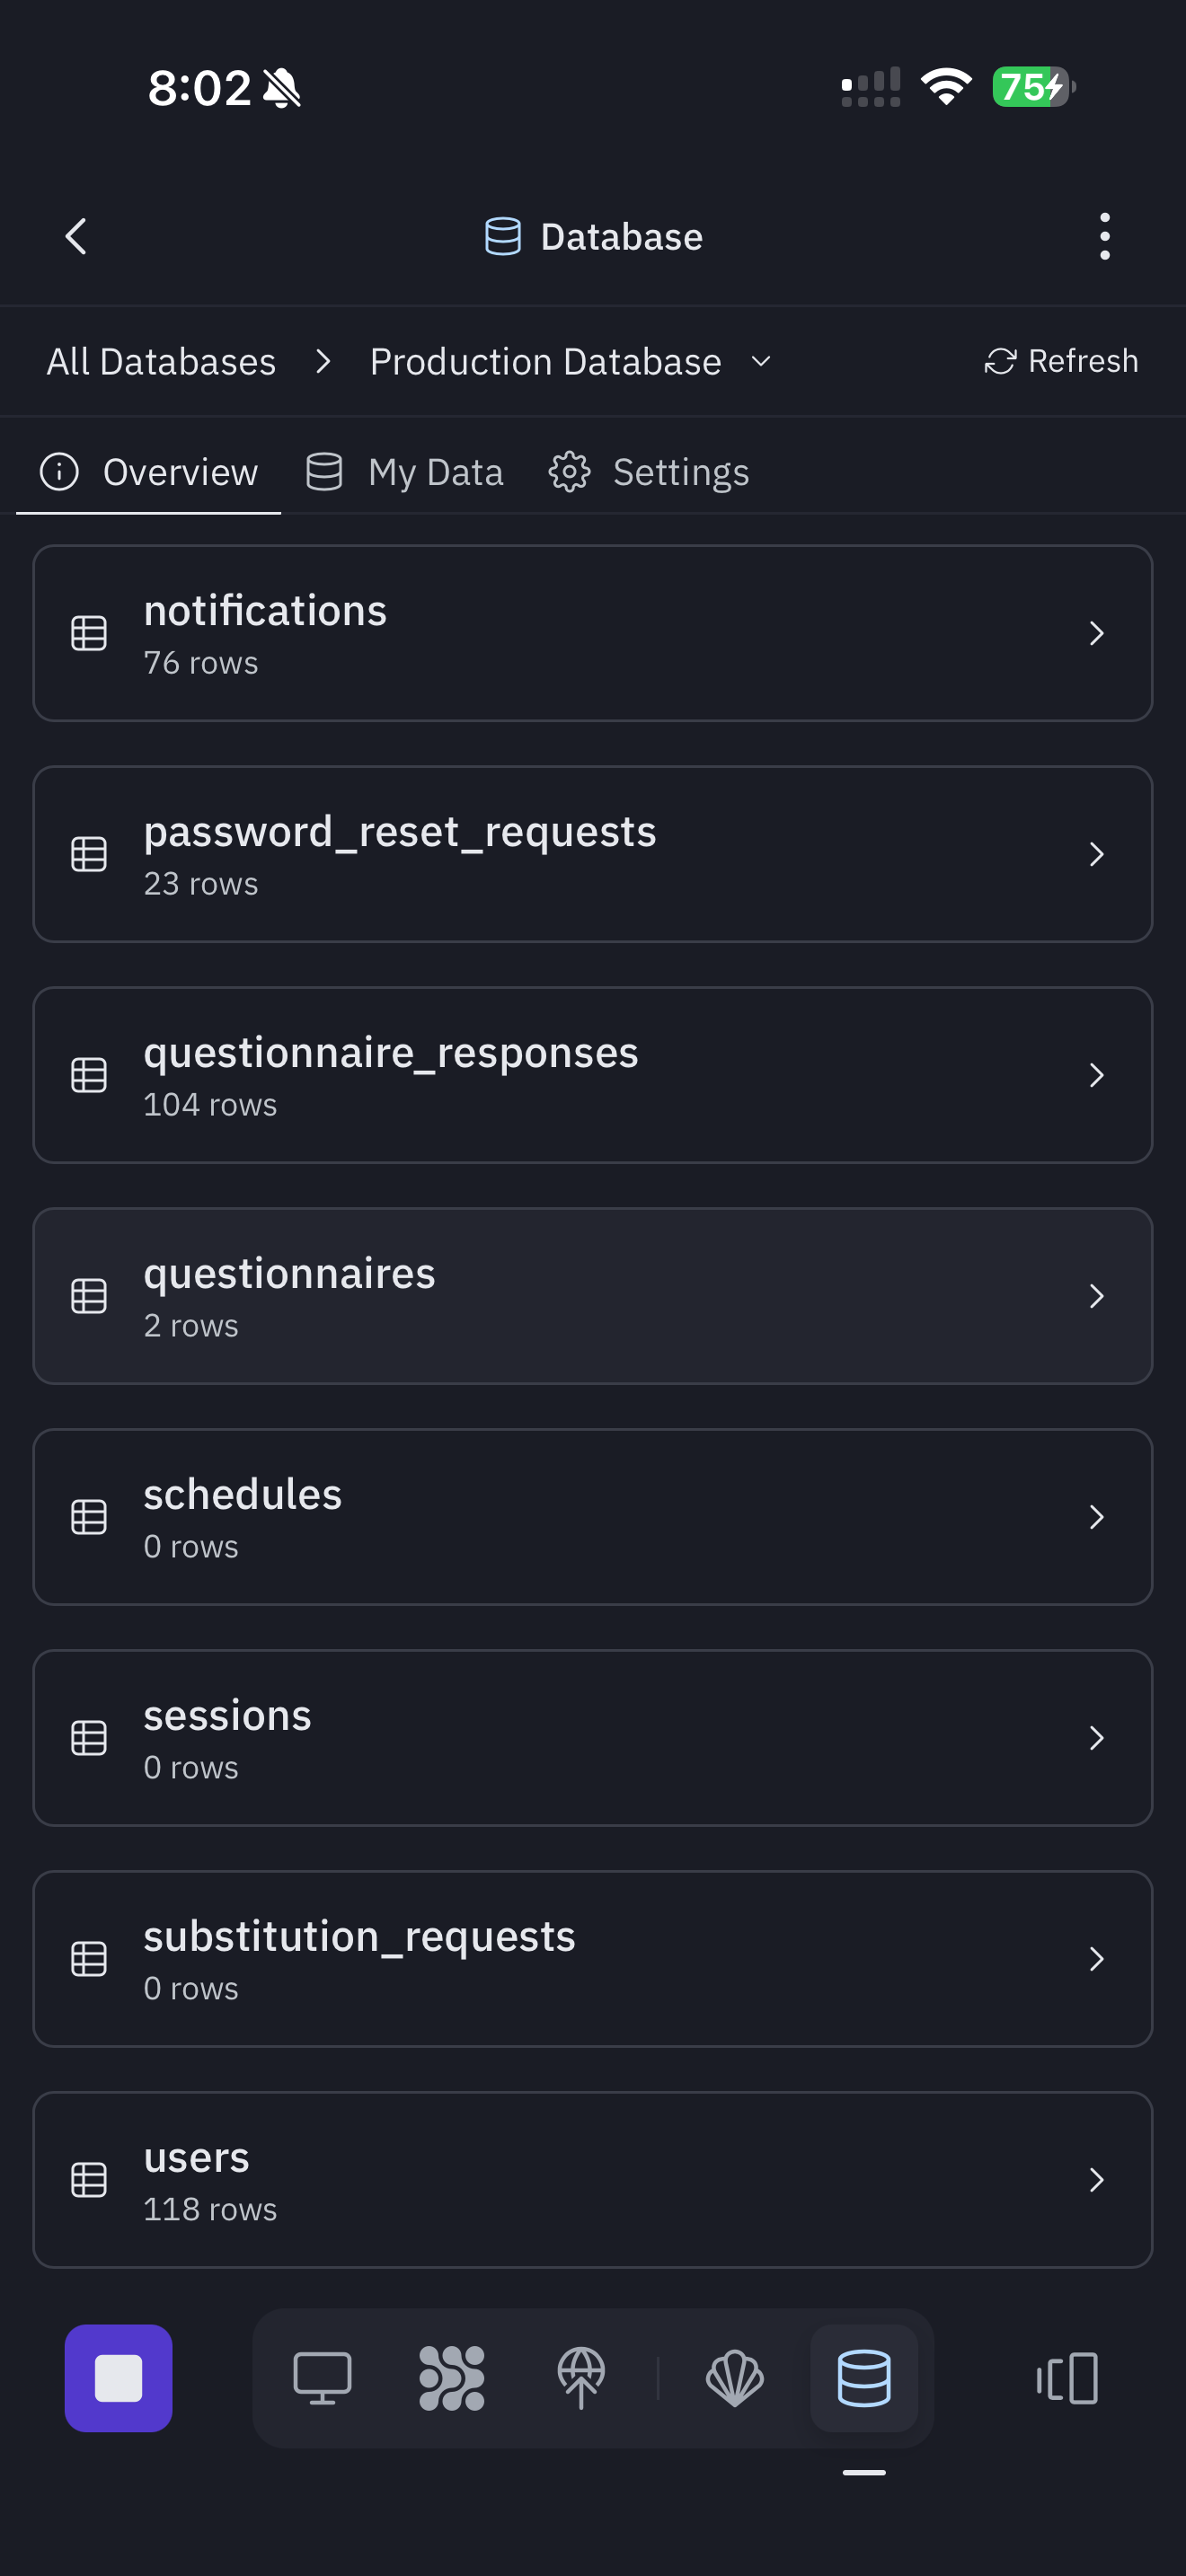 8:02
75
Database
All Databases
Production Database
Refresh
Overview
My Data
Settings
notifications
76 rows
password_reset_requests
23 rows
questionnaire_responses
104 rows
questionnaires
2 rows
schedules
0 rows
sessions
0 rows
substitution_requests
0 rows
users
118 rows